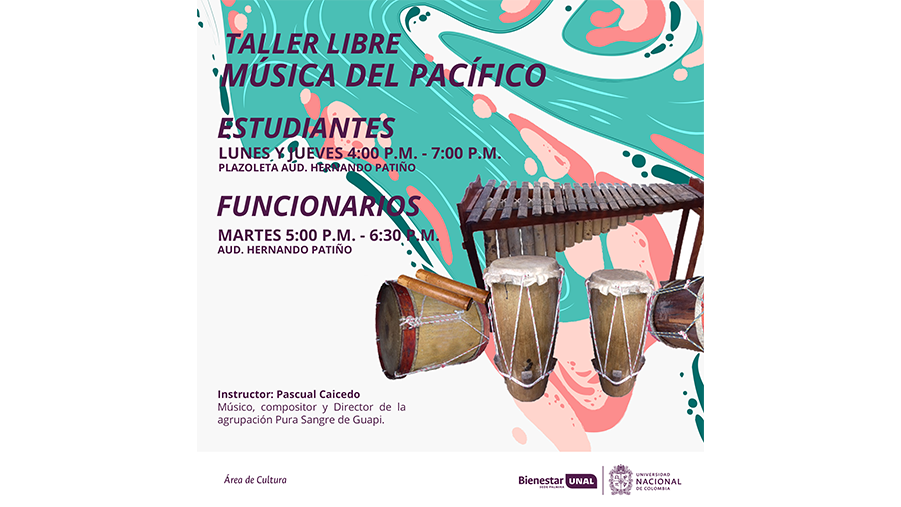 TALLER LIBRE
MÚSICA DEL PACÍFICO
ESTUDIANTES
LUNES Y JUEVES 4:00 P.M. - 7:00 P.M.
PLAZOLETA AUD. HERNANDO PATIÑO
FUNCIONARIOS
MARTES 5:00 P.M. - 6:30 P.M.
AUD. HERNANDO PATIÑO
Instructor: Pascual Caicedo
Músico, compositor y Director de la
agrupación Pura Sangre de Guapi.
Área de Cultura
Bienestar UNAL
SEDE PALMIRA
UNIVERSIDAD
NACIONAL
DE COLOMBIA